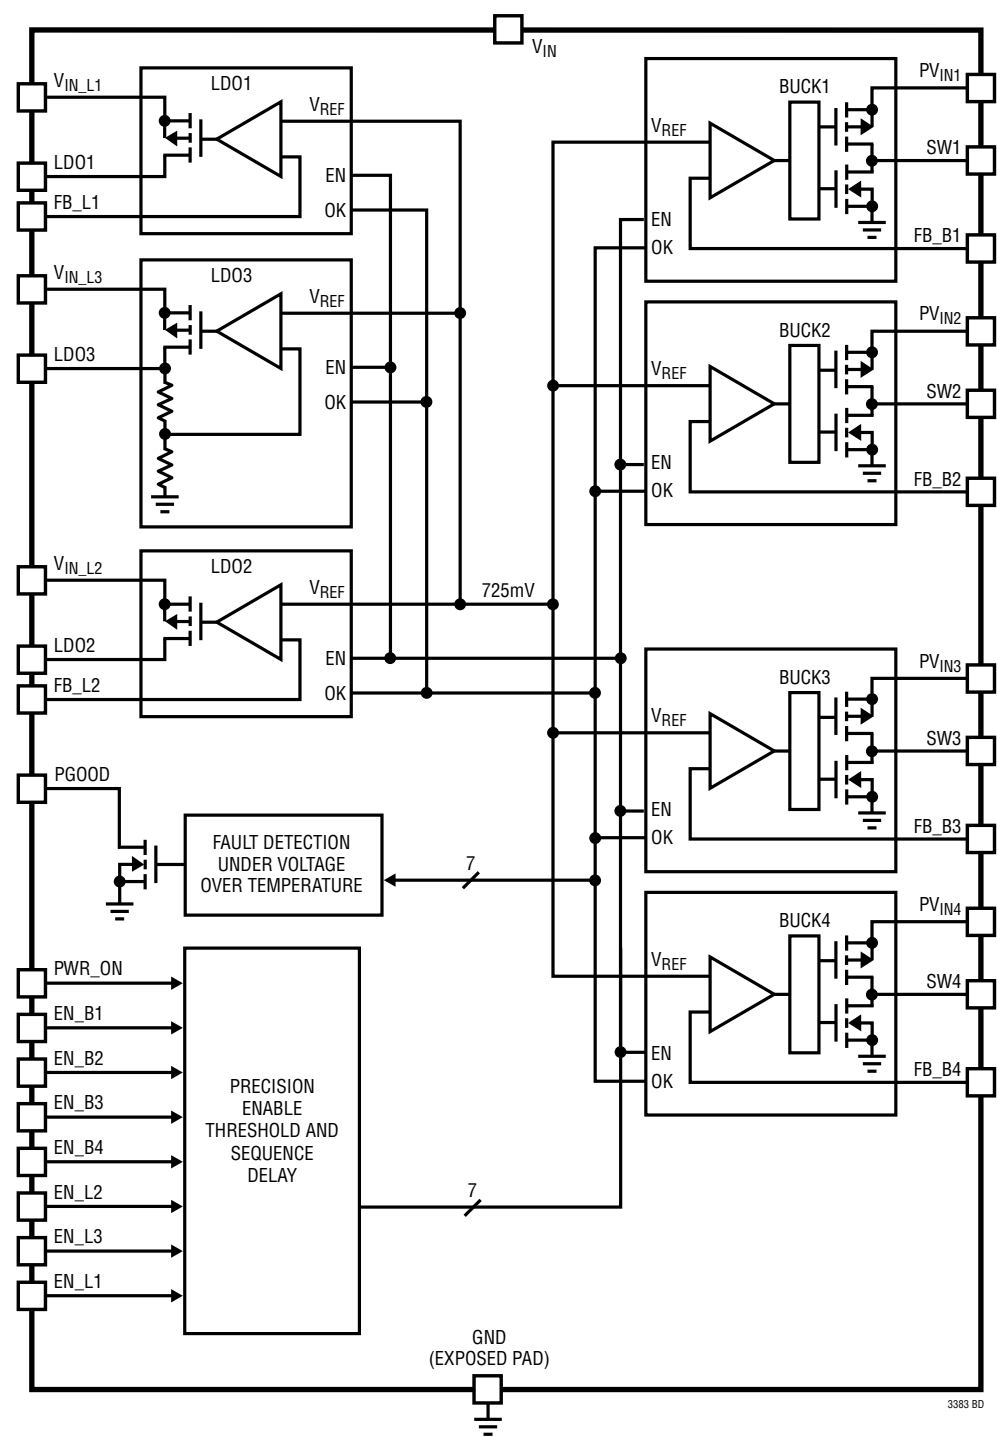 VIN
VIN_L1
LDO1
FB_L1
LDO1
VREF
EN
OK
VIN_L3
LDO3
LDO3
VREF
EN
OK
VIN_L2
LDO2
FB_L2
LDO2
VREF
EN
OK
725mV
BUCK1
VREF
EN
OK
PVIN1
SW1
FB_B1
BUCK2
VREF
EN
OK
PVIN2
SW2
FB_B2
BUCK3
VREF
EN
OK
PVIN3
SW3
FB_B3
BUCK4
VREF
EN
OK
PVIN4
SW4
FB_B4
PGOOD
FAULT DETECTION
UNDER VOLTAGE
OVER TEMPERATURE
7
PWR_ON
EN_B1
EN_B2
EN_B3
EN_B4
EN_L2
EN_L3
EN_L1
PRECISION
ENABLE
THRESHOLD AND
SEQUENCE
DELAY
7
GND
(EXPOSED PAD)
3383 BD